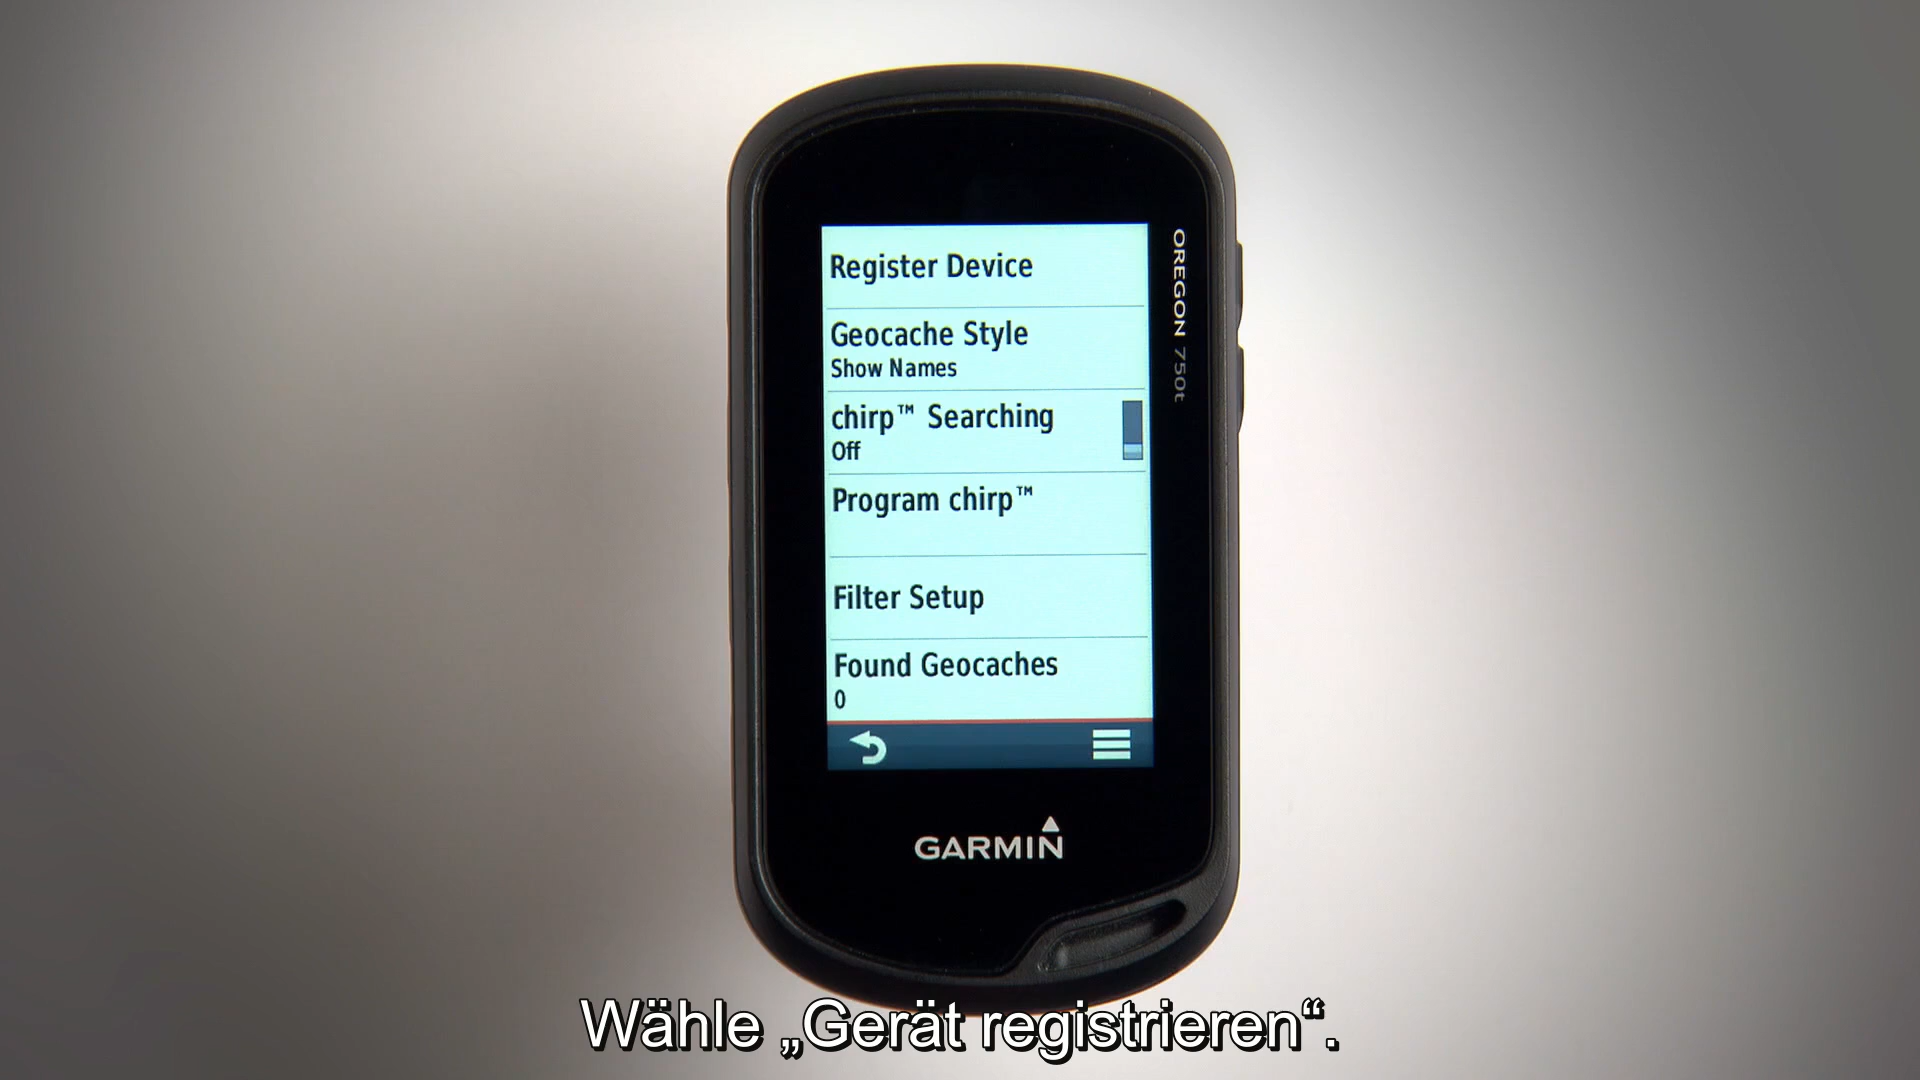 Register Device
Geocache Style
Show Names
chirp™ Searching
Off
Program chirp™
Filter Setup
Found Geocaches
0
OREGON 750t
GARMIN
Wähle „Gerät registrieren“.